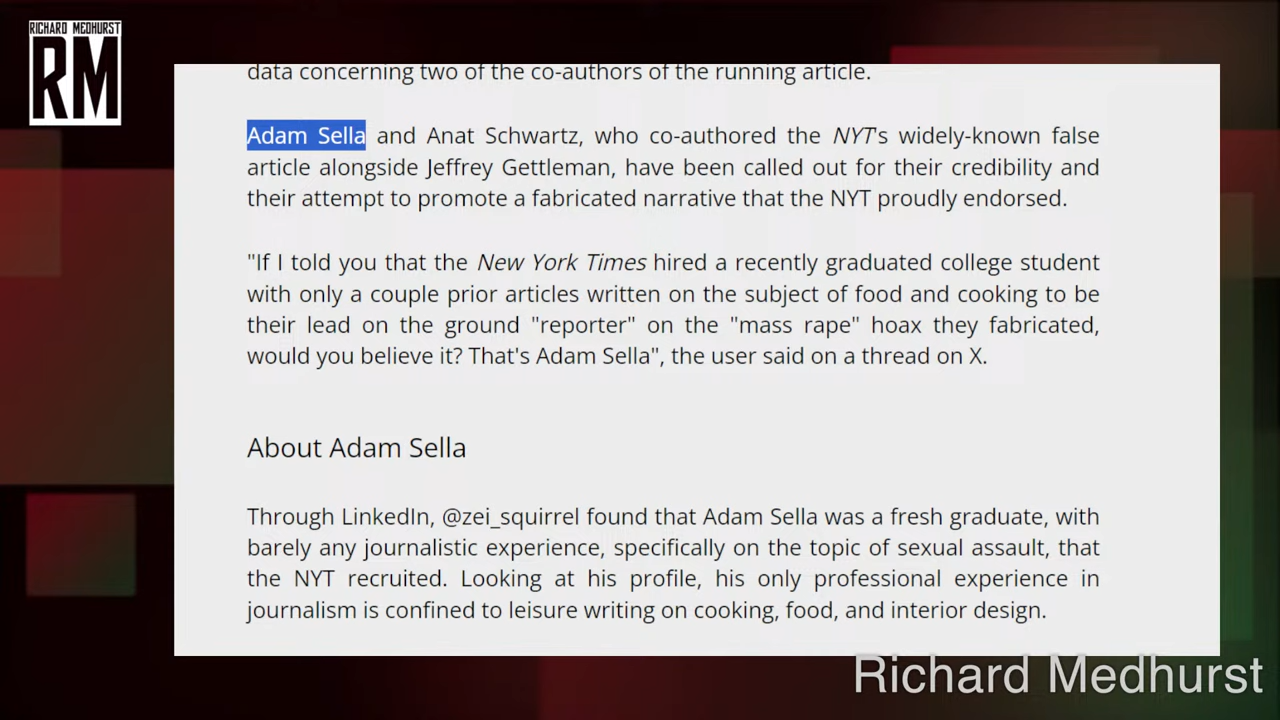 RICHARD MEDHURST
RM
data concerning two of the co-authors of the running article.
Adam Sella and Anat Schwartz, who co-authored the NYT's widely-known false
article alongside Jeffrey Gettleman, have been called out for their credibility and
their attempt to promote a fabricated narrative that the NYT proudly endorsed.
"If I told you that the New York Times hired a recently graduated college student
with only a couple prior articles written on the subject of food and cooking to be
their lead on the ground "reporter" on the "mass rape" hoax they fabricated,
would you believe it? That's Adam Sella", the user said on a thread on X.
About Adam Sella
Through LinkedIn, @zei_squirrel found that Adam Sella was a fresh graduate, with
barely any journalistic experience, specifically on the topic of sexual assault, that
the NYT recruited. Looking at his profile, his only professional experience in
journalism is confined to leisure writing on cooking, food, and interior design.
Richard Medhurst